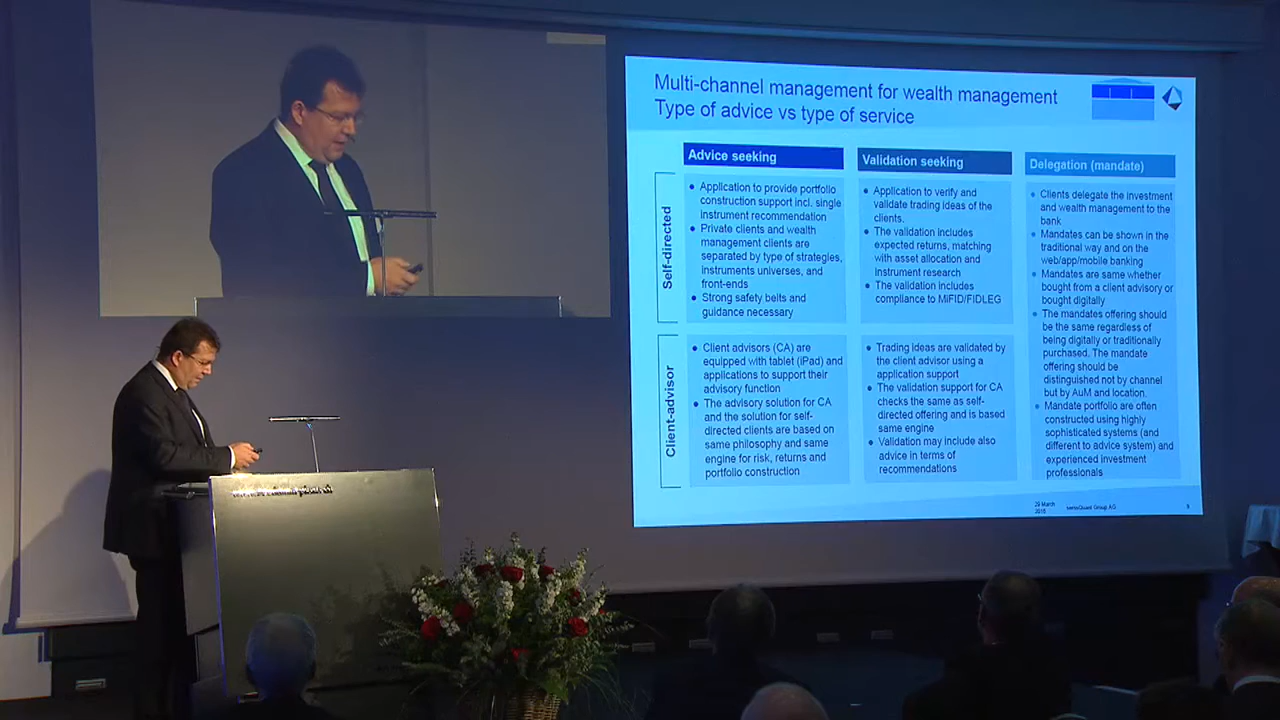 Multi-channel management for wealth management
Type of advice vs type of service
Advice seeking
Validation seeking
Delegation (mandate)
Self-directed
• Application to provide portfolio
construction support incl. single
instrument recommendation
• Private clients and wealth
management clients are
separated by type of strategies,
instruments universes, and
front-ends
• Strong safety belts and
guidance necessary
• Application to verify and
validate trading ideas of the
clients.
• The validation includes
expected returns, matching
with asset allocation and
instrument research
• The validation includes
compliance to MiFID/FIDLEG
• Clients delegate the investment
and wealth management to the
bank
• Mandates can be shown in the
traditional way and on the
web/app/mobile banking
• Mandates are same whether
bought from a client advisory or
bought digitally
• The mandates offering should
be the same regardless of
being digitally or traditionally
purchased. The mandate
offering should be
distinguished not by channel
but by AuM and location.
• Mandate portfolio are often
constructed using highly
sophisticated systems (and
different to advice system) and
experienced investment
professionals
Client-advisor
• Client advisors (CA) are
equipped with tablet (iPad) and
applications to support their
advisory function
• The advisory solution for CA
and the solution for self-
directed clients are based on
same philosophy and same
engine for risk, returns and
portfolio construction
• Trading ideas are validated by
the client advisor using a
application support
• The validation support for CA
checks the same as self-
directed offering and is based
same engine
• Validation may include also
advice in terms of
recommendations
29 March
swissQuant Group AG